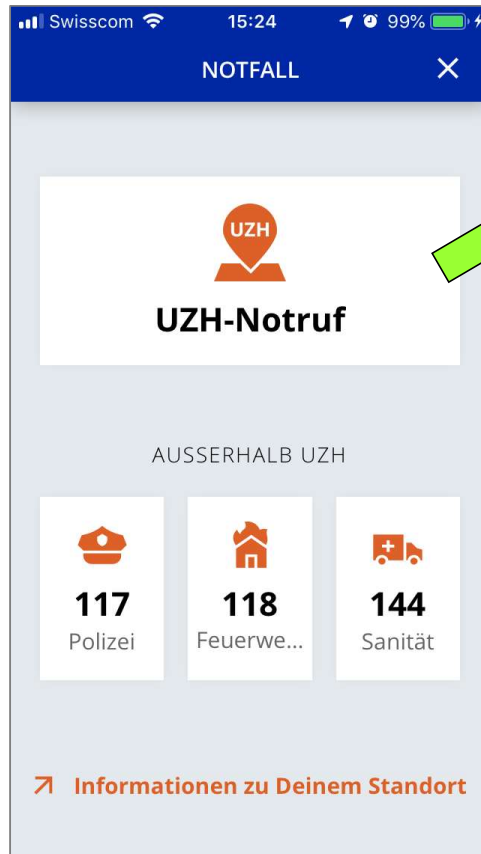 Swisscom 15:24 99%
NOTFALL
UZH
UZH-Notruf
AUSSERHALB UZH
117 118 144
Polizei Feuerwe... Sanität
Informationen zu Deinem Standort